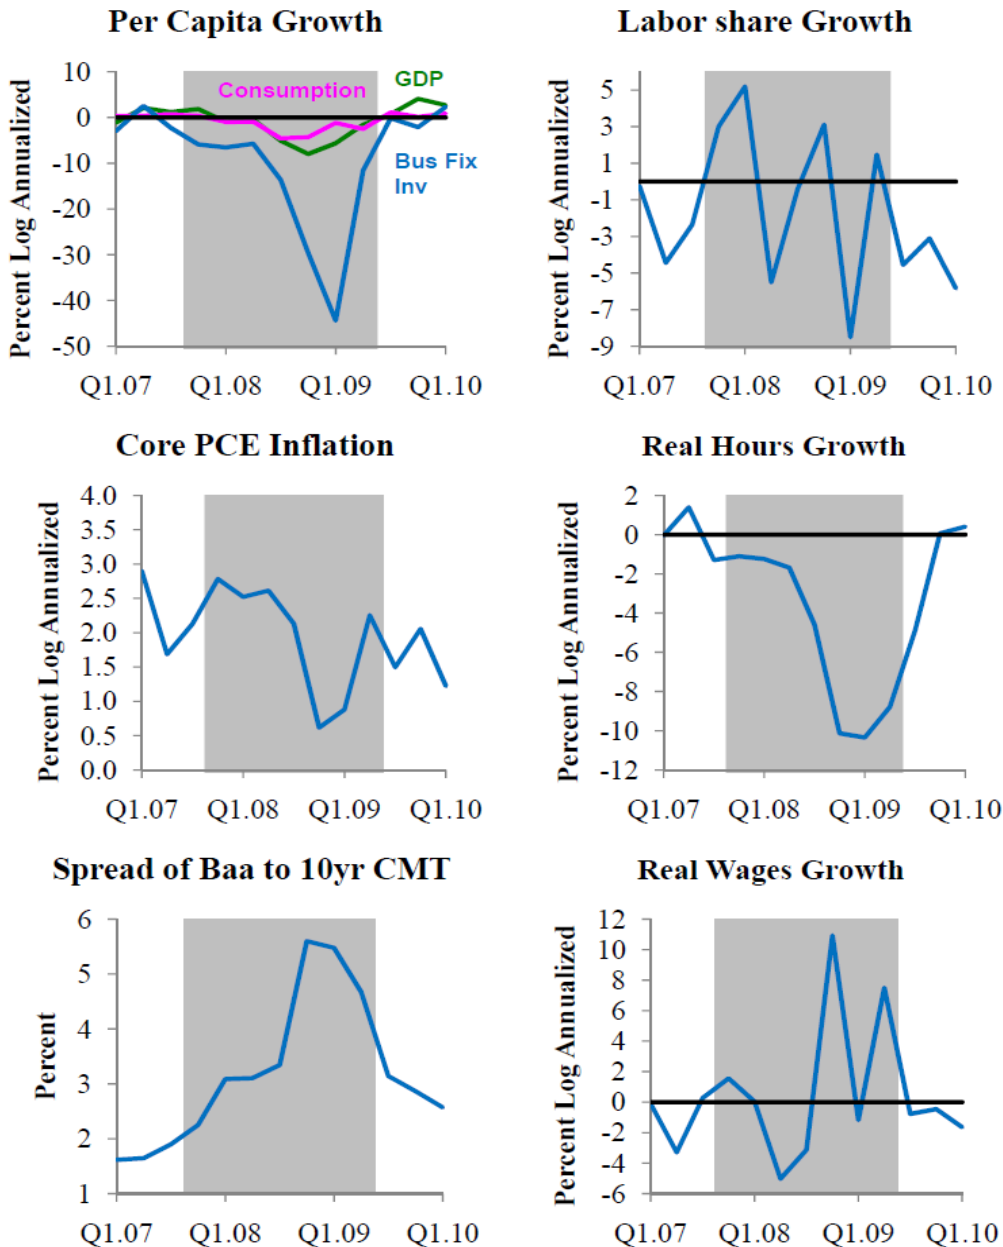 Per Capita Growth
Percent Log Annualized
10
0
-10
-20
-30
-40
-50
Consumption
GDP
Bus Fix
Inv
Q1.07
Q1.08
Q1.09
Q1.10
Labor share Growth
Percent Log Annualized
5
3
1
-1
-3
-5
-7
-9
Q1.07
Q1.08
Q1.09
Q1.10
Core PCE Inflation
Percent Log Annualized
4.0
3.5
3.0
2.5
2.0
1.5
1.0
0.5
0.0
Q1.07
Q1.08
Q1.09
Q1.10
Real Hours Growth
Percent Log Annualized
2
0
-2
-4
-6
-8
-10
-12
Q1.07
Q1.08
Q1.09
Q1.10
Spread of Baa to 10yr CMT
Percent
6
5
4
3
2
1
Q1.07
Q1.08
Q1.09
Q1.10
Real Wages Growth
Percent Log Annualized
12
10
8
6
4
2
0
-2
-4
-6
Q1.07
Q1.08
Q1.09
Q1.10